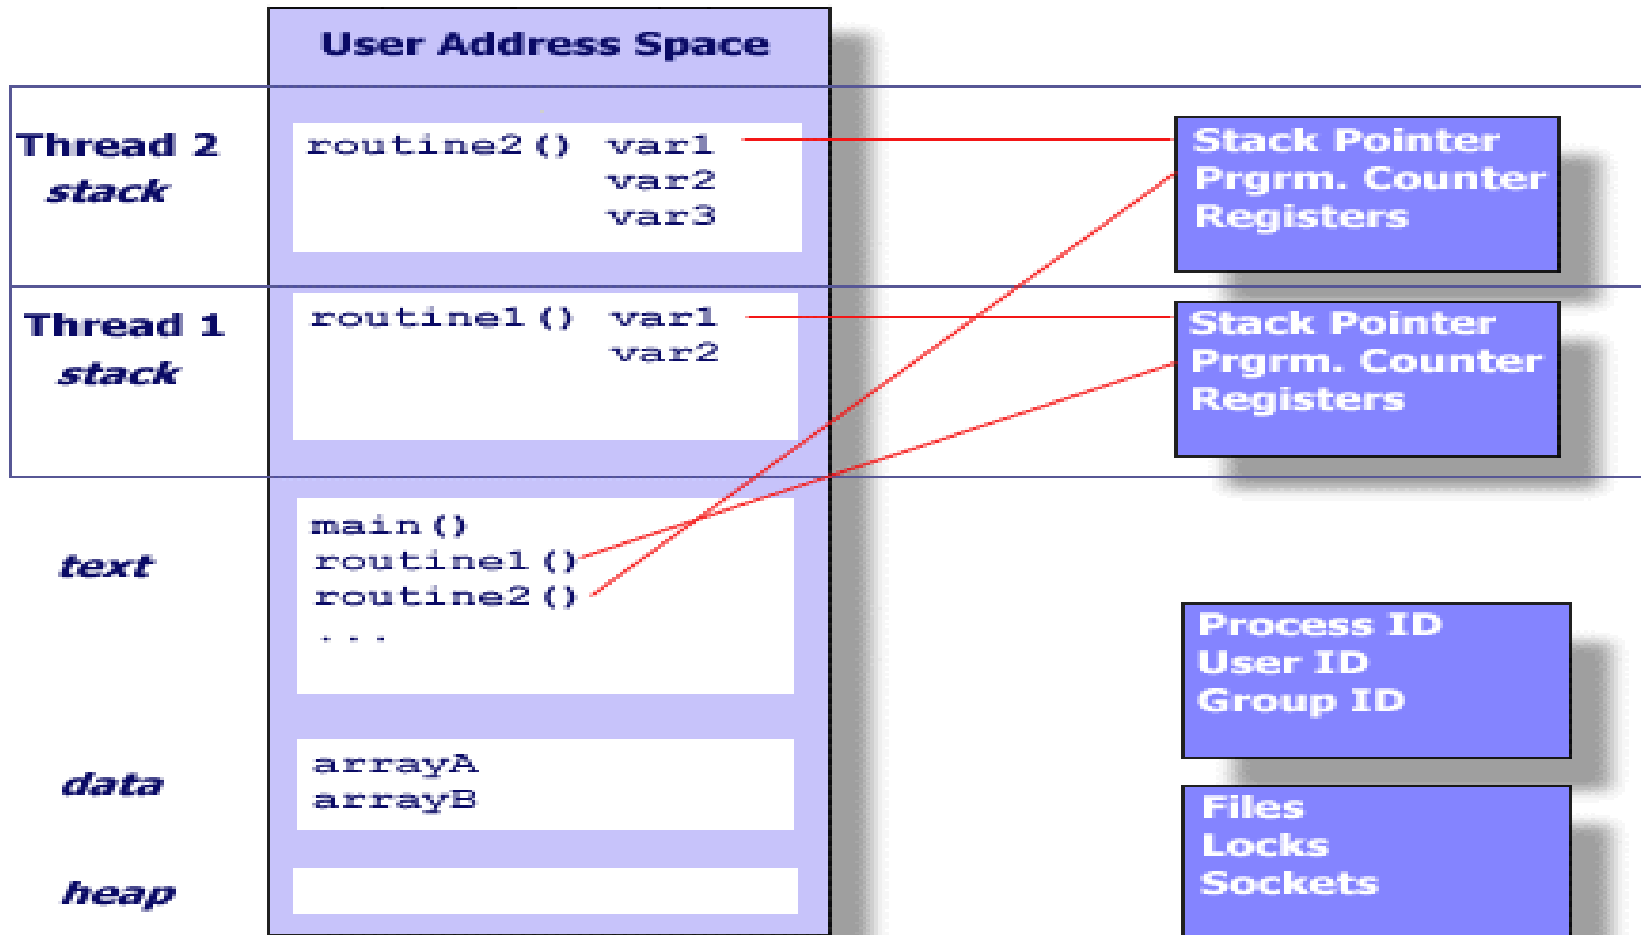 User Address Space
Thread 2
stack
routine2() var1
var2
var3
Stack Pointer
Prgrm. Counter
Registers
Thread 1
stack
routine1() var1
var2
Stack Pointer
Prgrm. Counter
Registers
text
main()
routine1()
routine2()
...
Process ID
User ID
Group ID
data
arrayA
arrayB
Files
Locks
Sockets
heap